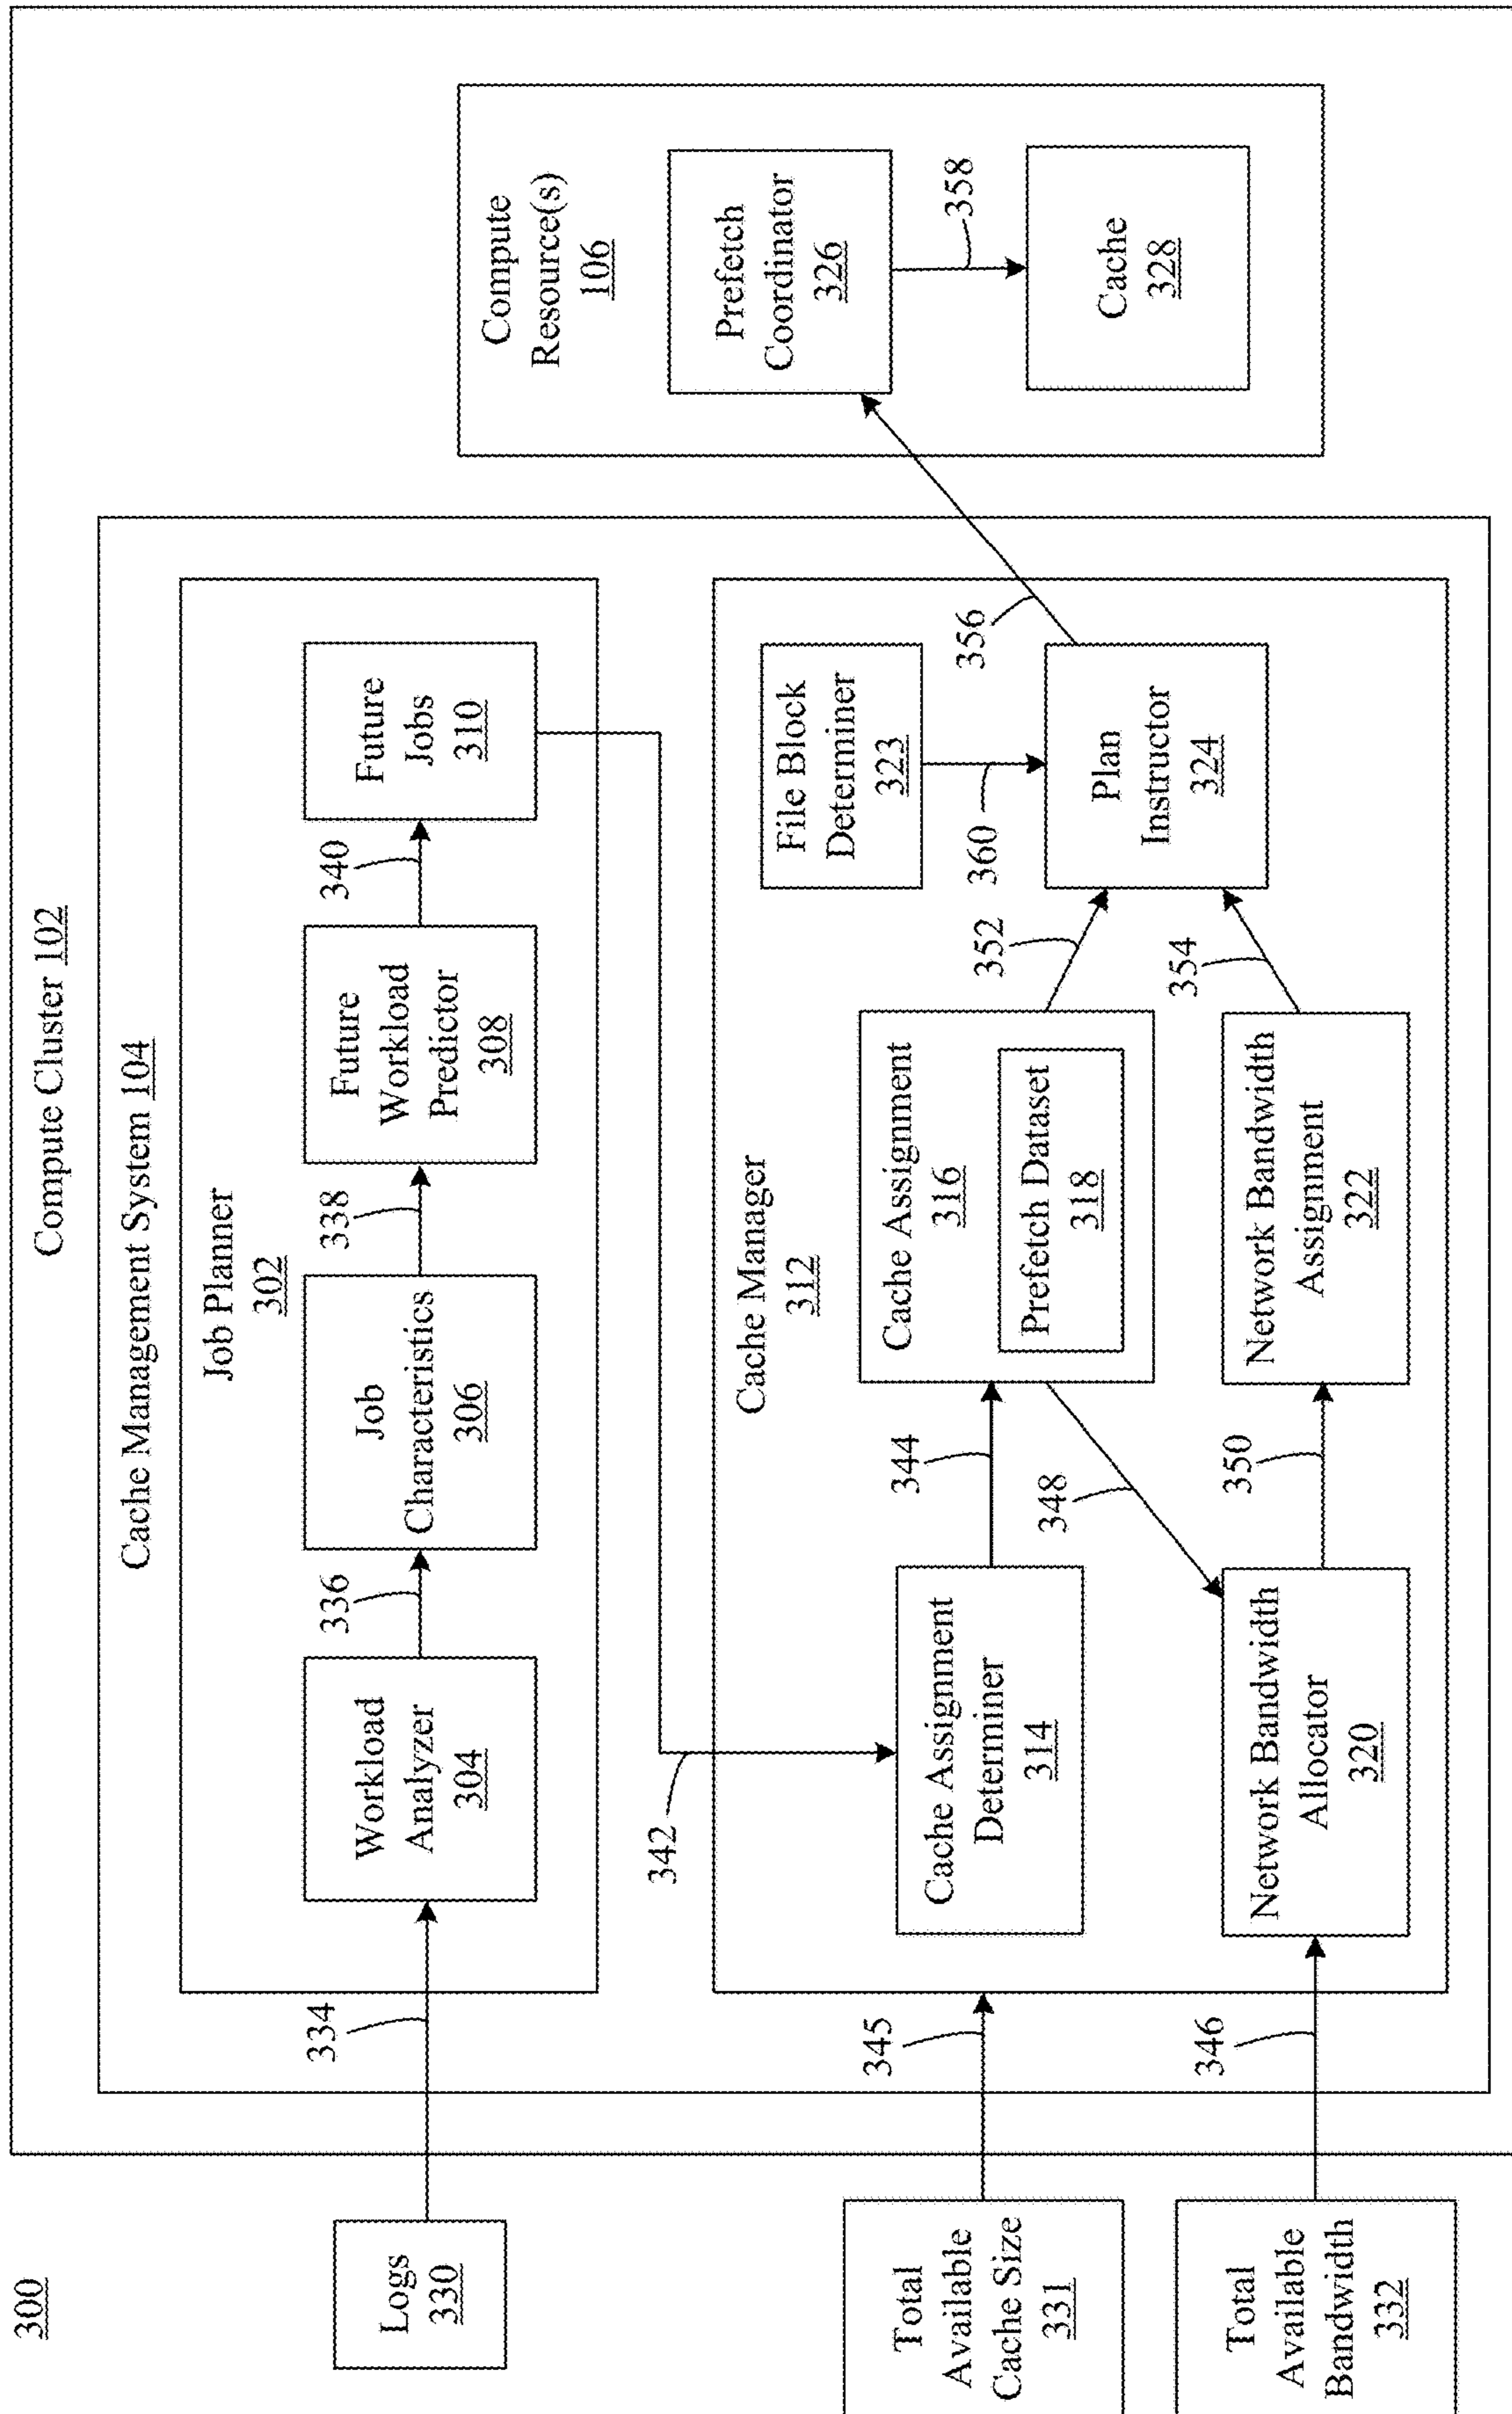 300
Compute Cluster 102
Cache Management System 104
Job Planner
302
Logs
330
334
Workload
Analyzer
304
336
Job
Characteristics
306
338
Future
Workload
Predictor
308
340
Future
Jobs
310
342
Cache Manager
312
Total
Available
Cache Size
331
345
Cache Assignment
Determiner
314
344
Cache Assignment
316
Prefetch Dataset
318
348
352
File Block
Determiner
323
360
Plan
Instructor
324
356
Total
Available
Bandwidth
332
346
Network Bandwidth
Allocator
320
350
Network Bandwidth
Assignment
322
354
Compute
Resource(s)
106
Prefetch
Coordinator
326
358
Cache
328